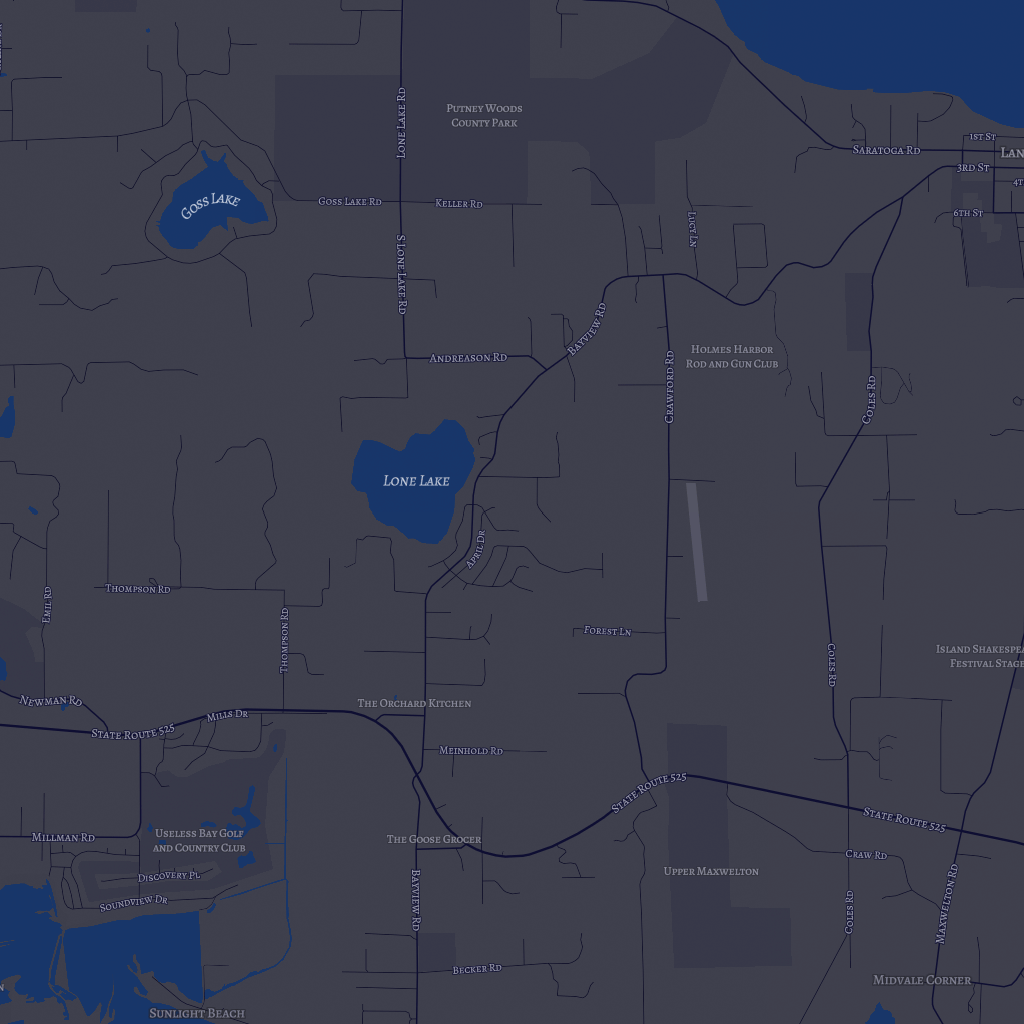 Lone Lake Rd
Putney Woods
County Park
1st St
Saratoga Rd
3rd St
6th St
Goss Lake
Goss Lake Rd
Keller Rd
Lucy Ln
S Lone Lake Rd
Bayview Rd
Andreason Rd
Holmes Harbor
Rod and Gun Club
Crawford Rd
Coles Rd
Lone Lake
April Dr
Thompson Rd
Emil Rd
Thompson Rd
Forest Ln
Coles Rd
Newman Rd
The Orchard Kitchen
Mills Dr
State Route 525
Meinhold Rd
State Route 525
State Route 525
Useless Bay Golf
and Country Club
Millman Rd
The Goose Grocer
Craw Rd
Discovery Pl
Upper Maxwelton
Soundview Dr
Bayview Rd
Coles Rd
Maxwelton Rd
Becker Rd
Midvale Corner
Sunlight Beach
Festival Stage